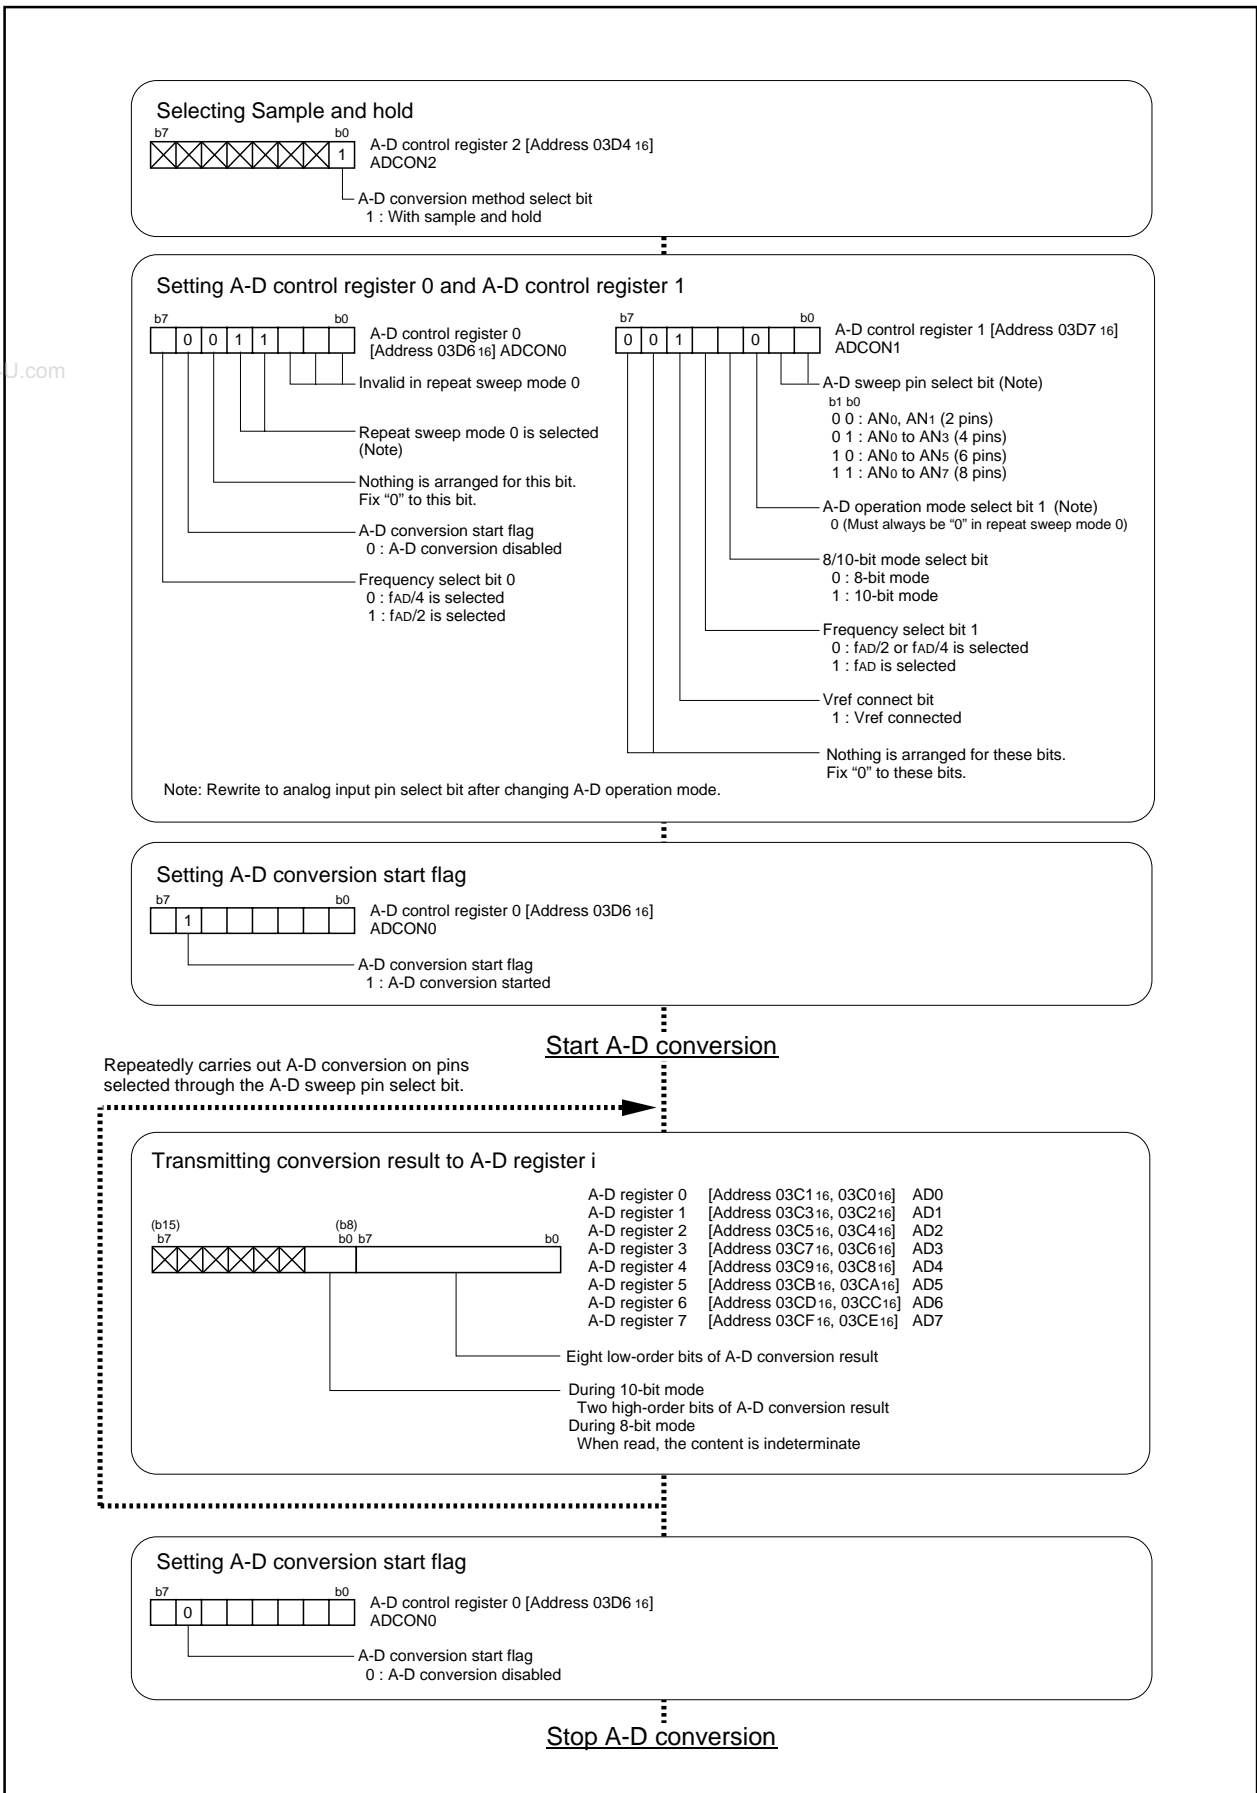 Selecting Sample and hold
b7 b0
1
A-D control register 2 [Address 03D4 16]
ADCON2
A-D conversion method select bit
1 : With sample and hold
Setting A-D control register 0 and A-D control register 1
b7 b0
0 0 1 1
A-D control register 0
[Address 03D6 16] ADCON0
Invalid in repeat sweep mode 0
Repeat sweep mode 0 is selected
(Note)
Nothing is arranged for this bit.
Fix “0” to this bit.
A-D conversion start flag
0 : A-D conversion disabled
Frequency select bit 0
0 : fAD/4 is selected
1 : fAD/2 is selected
b7 b0
0 0 1 0
A-D control register 1 [Address 03D7 16]
ADCON1
A-D sweep pin select bit (Note)
b1 b0
0 0 : AN0, AN1 (2 pins)
0 1 : AN0 to AN3 (4 pins)
1 0 : AN0 to AN5 (6 pins)
1 1 : AN0 to AN7 (8 pins)
A-D operation mode select bit 1 (Note)
0 (Must always be “0” in repeat sweep mode 0)
8/10-bit mode select bit
0 : 8-bit mode
1 : 10-bit mode
Frequency select bit 1
0 : fAD/2 or fAD/4 is selected
1 : fAD is selected
Vref connect bit
1 : Vref connected
Nothing is arranged for these bits.
Fix “0” to these bits.
Note: Rewrite to analog input pin select bit after changing A-D operation mode.
U.com
Setting A-D conversion start flag
b7 b0
1
A-D control register 0 [Address 03D6 16]
ADCON0
A-D conversion start flag
1 : A-D conversion started
Start A-D conversion
Repeatedly carries out A-D conversion on pins
selected through the A-D sweep pin select bit.
Transmitting conversion result to A-D register i
(b15) (b8)
b7 b0 b7 b0
A-D register 0 [Address 03C1 16, 03C0 16] AD0
A-D register 1 [Address 03C3 16, 03C2 16] AD1
A-D register 2 [Address 03C5 16, 03C4 16] AD2
A-D register 3 [Address 03C7 16, 03C6 16] AD3
A-D register 4 [Address 03C9 16, 03C8 16] AD4
A-D register 5 [Address 03CB 16, 03CA 16] AD5
A-D register 6 [Address 03CD 16, 03CC 16] AD6
A-D register 7 [Address 03CF 16, 03CE 16] AD7
Eight low-order bits of A-D conversion result
During 10-bit mode
Two high-order bits of A-D conversion result
During 8-bit mode
When read, the content is indeterminate
Setting A-D conversion start flag
b7 b0
0
A-D control register 0 [Address 03D6 16]
ADCON0
A-D conversion start flag
0 : A-D conversion disabled
Stop A-D conversion